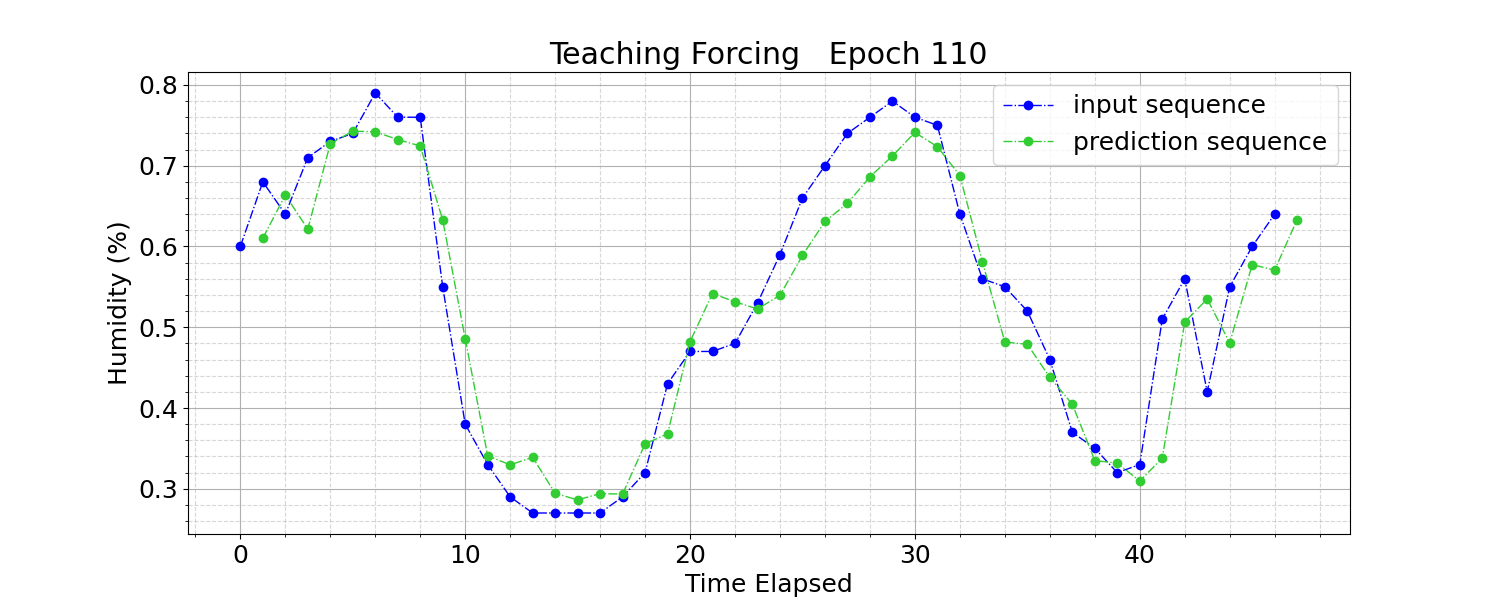 Teaching Forcing   Epoch 110
0.8
0.7
0.6
0.5
0.4
0.3
Humidity (%)
input sequence
prediction sequence
0 10 20 30 40
Time Elapsed